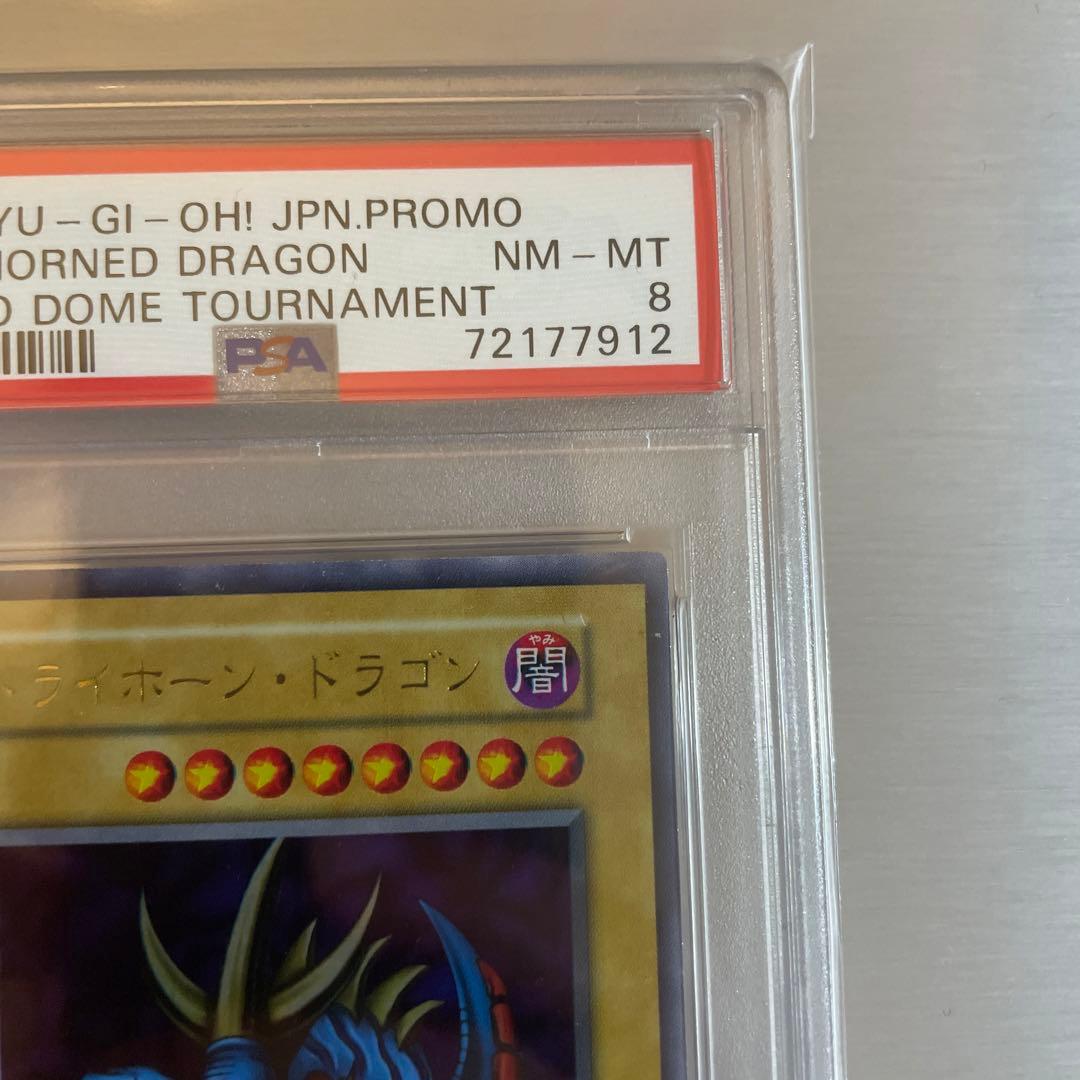 YU-GI-OH! JPN.PROMO
HORNED DRAGON NM-MT
DOME TOURNAMENT 8
72177912
PSA
トライホーン・ドラゴン
やみ
闇